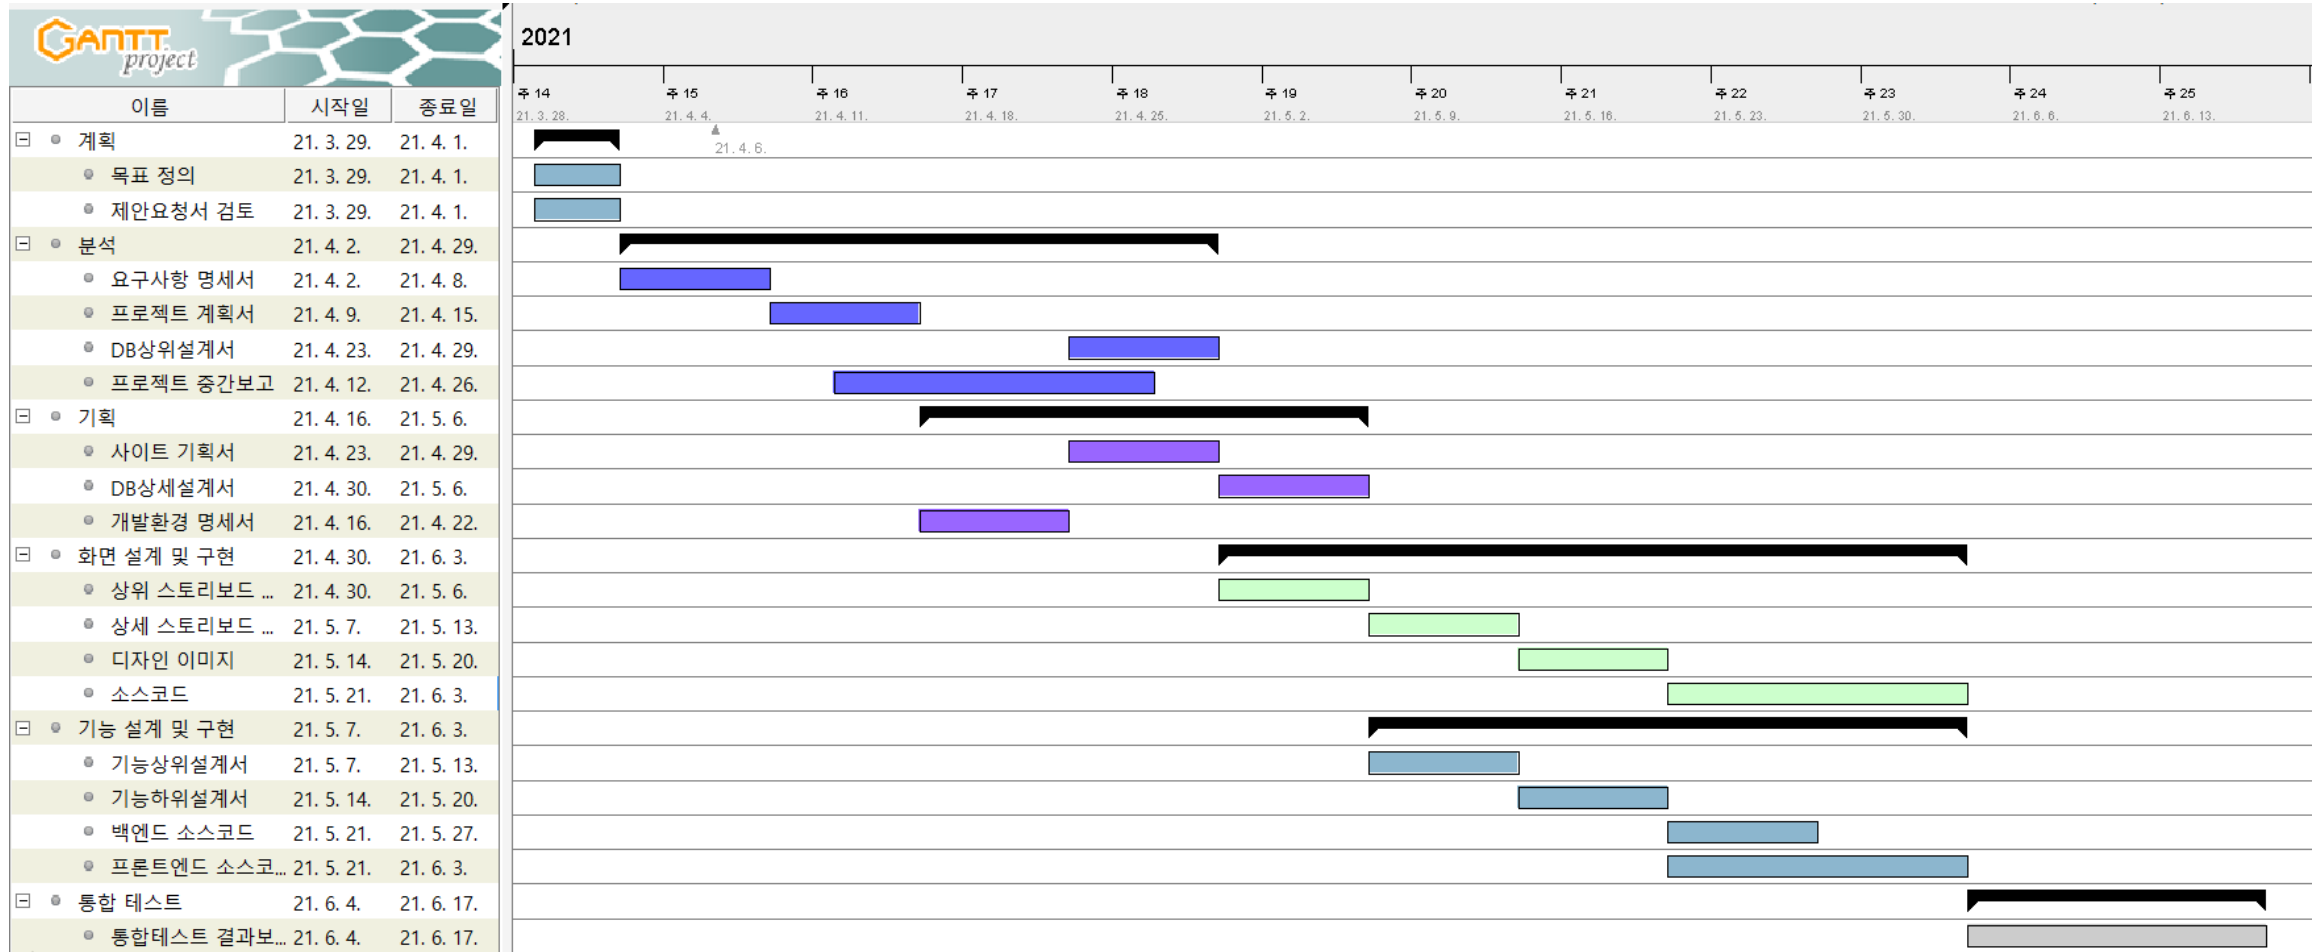 GANTT
project
2021
주 14 주 15 주 16 주 17 주 18 주 19 주 20 주 21 주 22 주 23 주 24 주 25
21. 3. 28. 21. 4. 4. 21. 4. 11. 21. 4. 18. 21. 4. 25. 21. 5. 2. 21. 5. 9. 21. 5. 16. 21. 5. 23. 21. 5. 30. 21. 6. 6. 21. 6. 13.
21. 4. 6.
이름 시작일 종료일
계획 21. 3. 29. 21. 4. 1.
목표 정의 21. 3. 29. 21. 4. 1.
제안요청서 검토 21. 3. 29. 21. 4. 1.
분석 21. 4. 2. 21. 4. 29.
요구사항 명세서 21. 4. 2. 21. 4. 8.
프로젝트 계획서 21. 4. 9. 21. 4. 15.
DB상위설계서 21. 4. 23. 21. 4. 29.
프로젝트 중간보고 21. 4. 12. 21. 4. 26.
기획 21. 4. 16. 21. 5. 6.
사이트 기획서 21. 4. 23. 21. 4. 29.
DB상세설계서 21. 4. 30. 21. 5. 6.
개발환경 명세서 21. 4. 16. 21. 4. 22.
화면 설계 및 구현 21. 4. 30. 21. 6. 3.
상위 스토리보드 ... 21. 4. 30. 21. 5. 6.
상세 스토리보드 ... 21. 5. 7. 21. 5. 13.
디자인 이미지 21. 5. 14. 21. 5. 20.
소스코드 21. 5. 21. 21. 6. 3.
기능 설계 및 구현 21. 5. 7. 21. 6. 3.
기능상위설계서 21. 5. 7. 21. 5. 13.
기능하위설계서 21. 5. 14. 21. 5. 20.
백엔드 소스코드 21. 5. 21. 21. 5. 27.
프론트엔드 소스코... 21. 5. 21. 21. 6. 3.
통합 테스트 21. 6. 4. 21. 6. 17.
통합테스트 결과보... 21. 6. 4. 21. 6. 17.